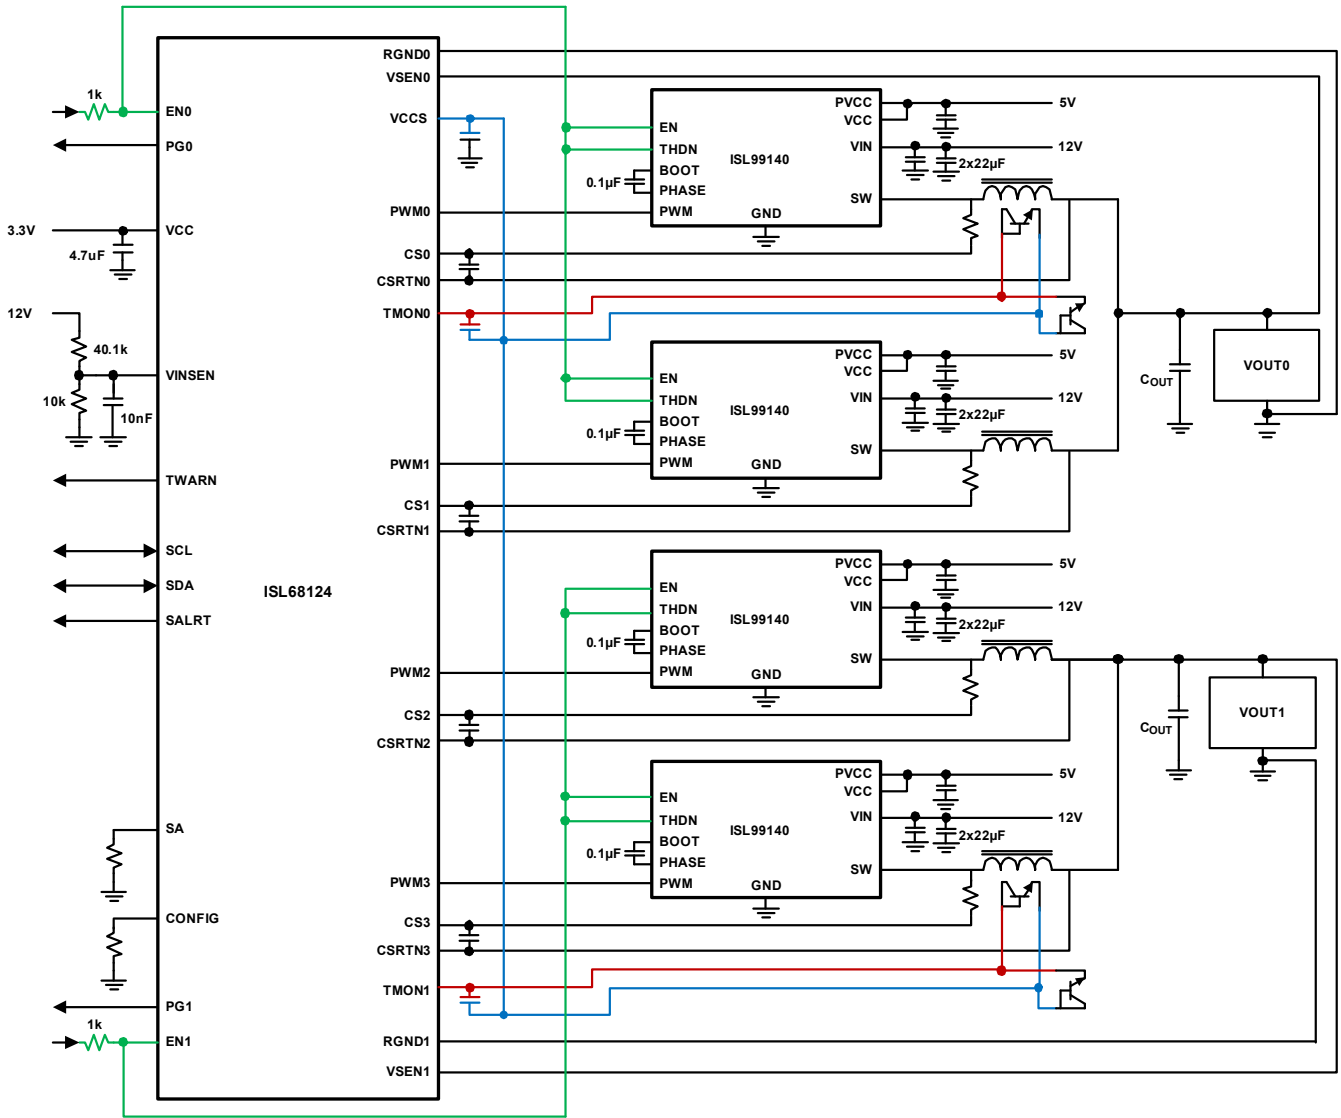 RGND0
VSEN0
1k
EN0
VCCS
PG0
PWM0
3.3V
VCC
4.7uF
CS0
CSRTN0
12V
TMON0
40.1k
VINSEN
10k
10nF
PWM1
TWARN
CS1
CSRTN1
SCL
SDA
ISL68124
SALRT
PWM2
CS2
CSRTN2
SA
PWM3
CONFIG
CS3
CSRTN3
TMON1
PG1
1k
EN1
RGND1
VSEN1
PVCC
5V
VCC
EN
THDN
VIN
12V
ISL99140
2x22µF
BOOT
0.1µF
PHASE
SW
PWM
GND
PVCC
5V
VCC
EN
THDN
VIN
12V
ISL99140
2x22µF
BOOT
0.1µF
PHASE
SW
PWM
GND
COUT
VOUT0
PVCC
5V
VCC
EN
THDN
VIN
12V
ISL99140
2x22µF
BOOT
0.1µF
PHASE
SW
PWM
GND
COUT
VOUT1
PVCC
5V
VCC
EN
THDN
VIN
12V
ISL99140
2x22µF
BOOT
0.1µF
PHASE
SW
PWM
GND